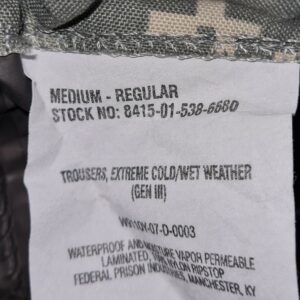 MEDIUM - REGULAR
STOCK NO: 8415-01-538-6680
TROUSERS, EXTREME COLD/WET WEATHER
(GEN III)
07-D-0003
WATERPROOF AND MOISTURE VAPOR PERMEABLE
LAMINATED, NYLON RIPSTOP
FEDERAL PRISON INDUSTRIES, MANCHESTER, KY